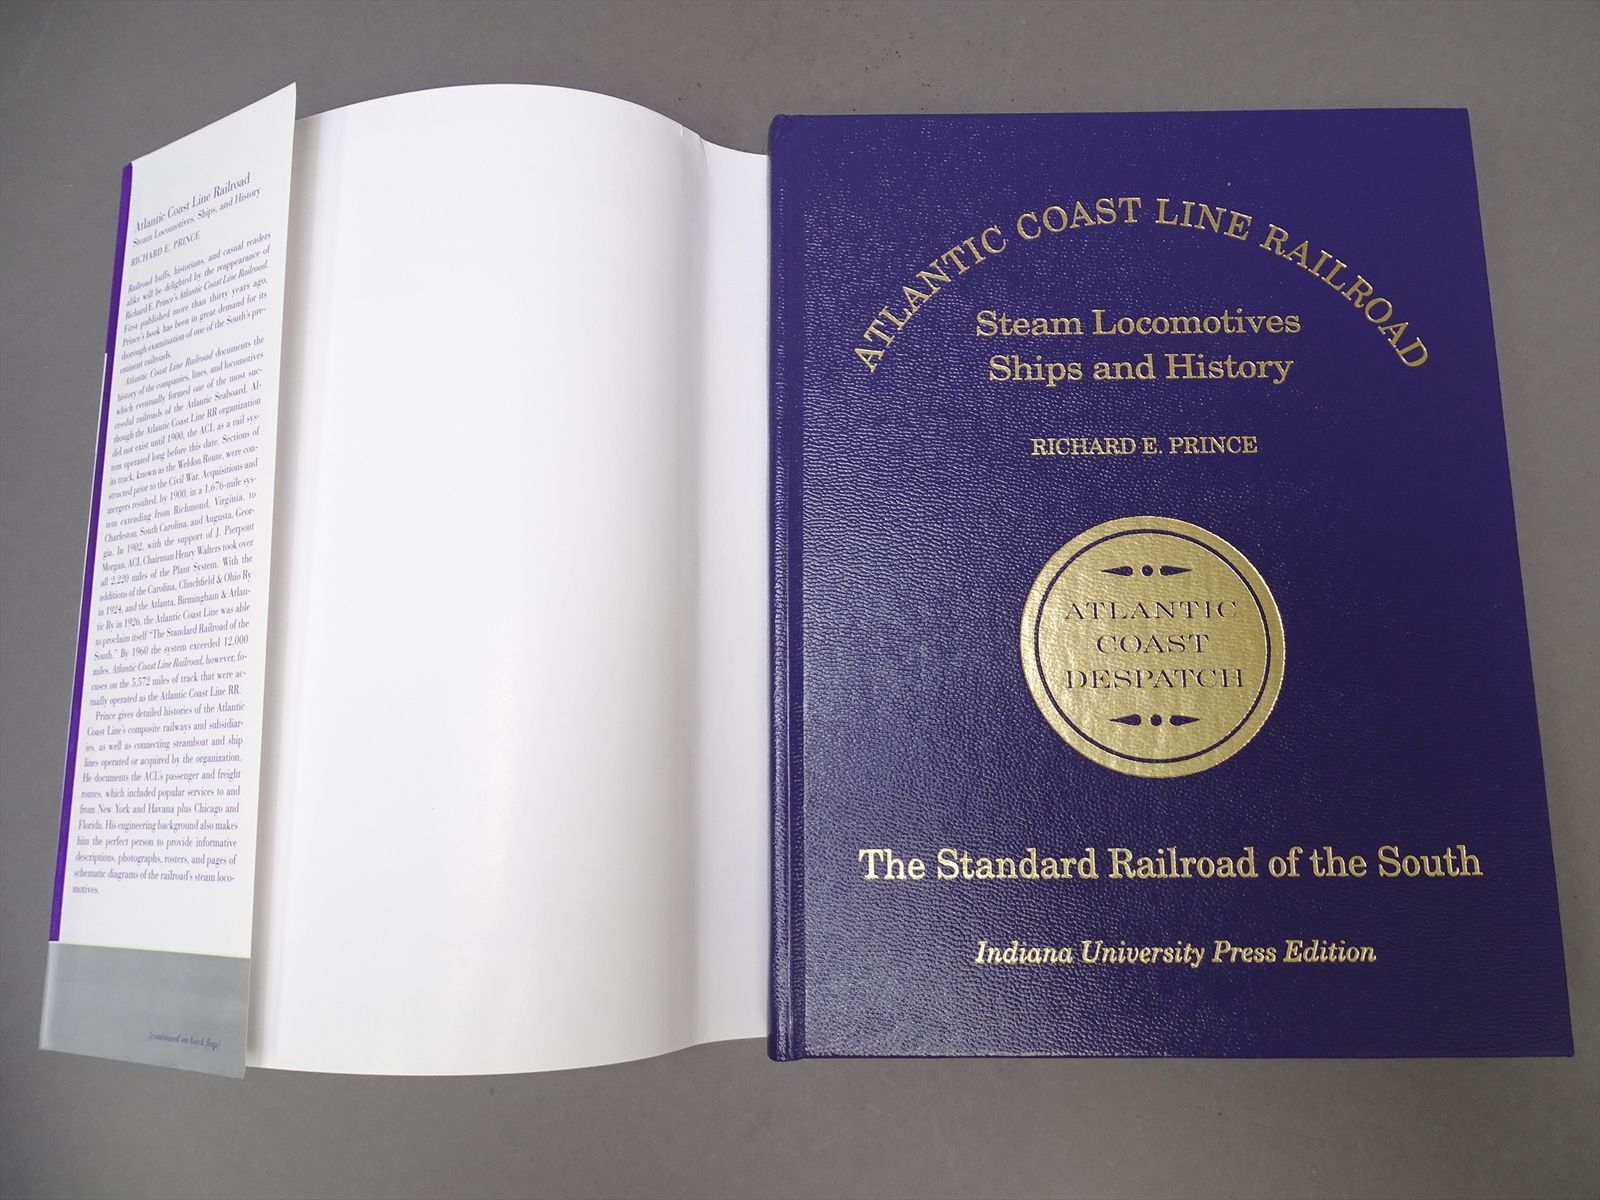 Atlantic Coast Line Railroad
Steam Locomotives, Ships, and History
RICHARD E. PRINCE
Railroad buffs, historians, and casual readers
alike will be delighted by the reappearance of
Richard E. Prince's Atlantic Coast Line Railroad.
First published more than thirty years ago,
Prince's book has been in great demand for its
thorough examination of one of the South's pre-
eminent railroads.
Atlantic Coast Line Railroad documents the
history of the companies, lines, and locomotives
which eventually formed one of the most suc-
cessful railroads of the Atlantic Seaboard. Al-
though the Atlantic Coast Line RR organization
did not exist until 1900, the ACL as a rail sys-
tem operated long before this date. Sections of
its track, known as the Weldon Route, were con-
structed prior to the Civil War. Acquisitions and
mergers resulted, by 1900, in a 1,676-mile sys-
tem extending from Richmond, Virginia, to
Charleston, South Carolina, and Augusta, Geor-
gia. In 1902, with the support of J. Pierpont
Morgan, ACL Chairman Henry Walters took over
all 2,220 miles of the Plant System. With the
additions of the Carolina, Clinchfield & Ohio Ry
in 1924, and the Atlanta, Birmingham & Atlan-
tic Ry in 1926, the Atlantic Coast Line was able
to proclaim itself "The Standard Railroad of the
South." By 1960 the system exceeded 12,000
miles. Atlantic Coast Line Railroad, however, fo-
cuses on the 5,572 miles of track that were ac-
tually operated as the Atlantic Coast Line RR.
Prince gives detailed histories of the Atlantic
Coast Line's composite railways and subsidiar-
ies, as well as connecting steamboat and ship
lines operated or acquired by the organization.
He documents the ACL's passenger and freight
routes, which included popular services to and
from New York and Havana plus Chicago and
Florida. His engineering background also makes
him the perfect person to provide informative
descriptions, photographs, rosters, and pages of
schematic diagrams of the railroad's steam loco-
motives.
(continued on back flap)
ATLANTIC COAST LINE RAILROAD
Steam Locomotives
Ships and History
RICHARD E. PRINCE
ATLANTIC
COAST
DESPATCH
The Standard Railroad of the South
Indiana University Press Edition